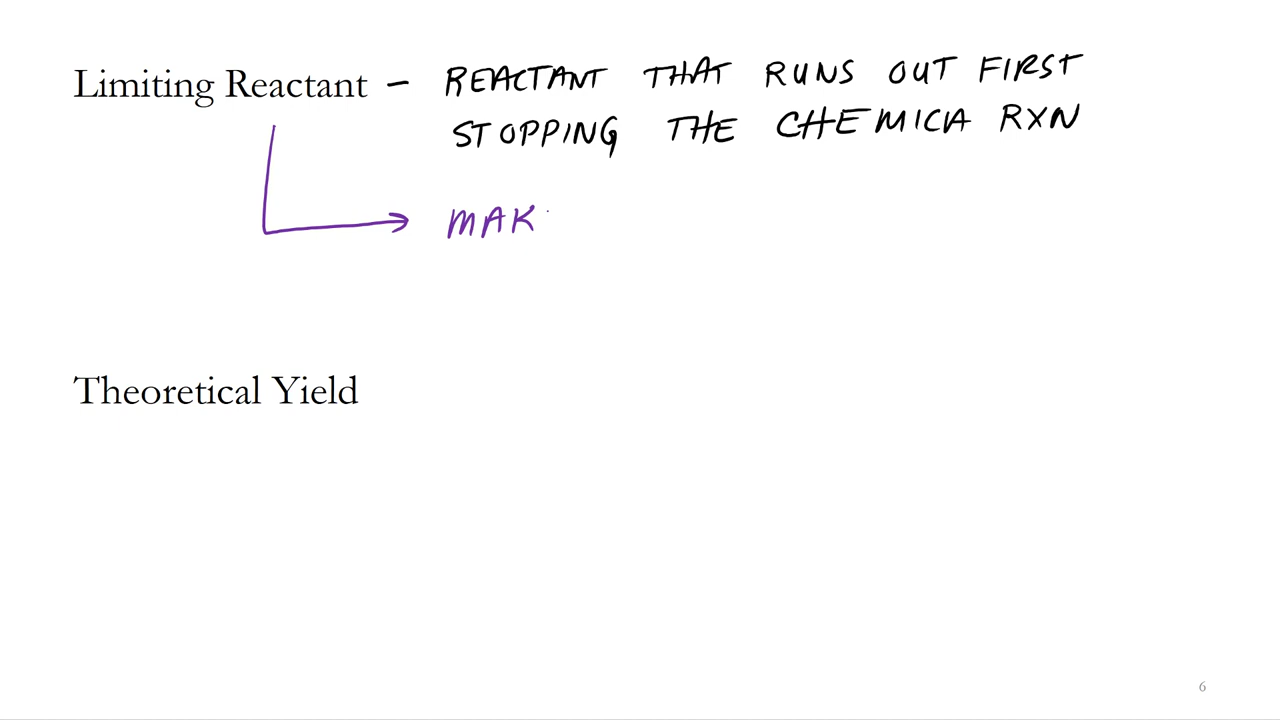 Limiting Reactant – REACTANT THAT RUNS OUT FIRST
STOPPING THE CHEMICA RXN
MAK
Theoretical Yield
6